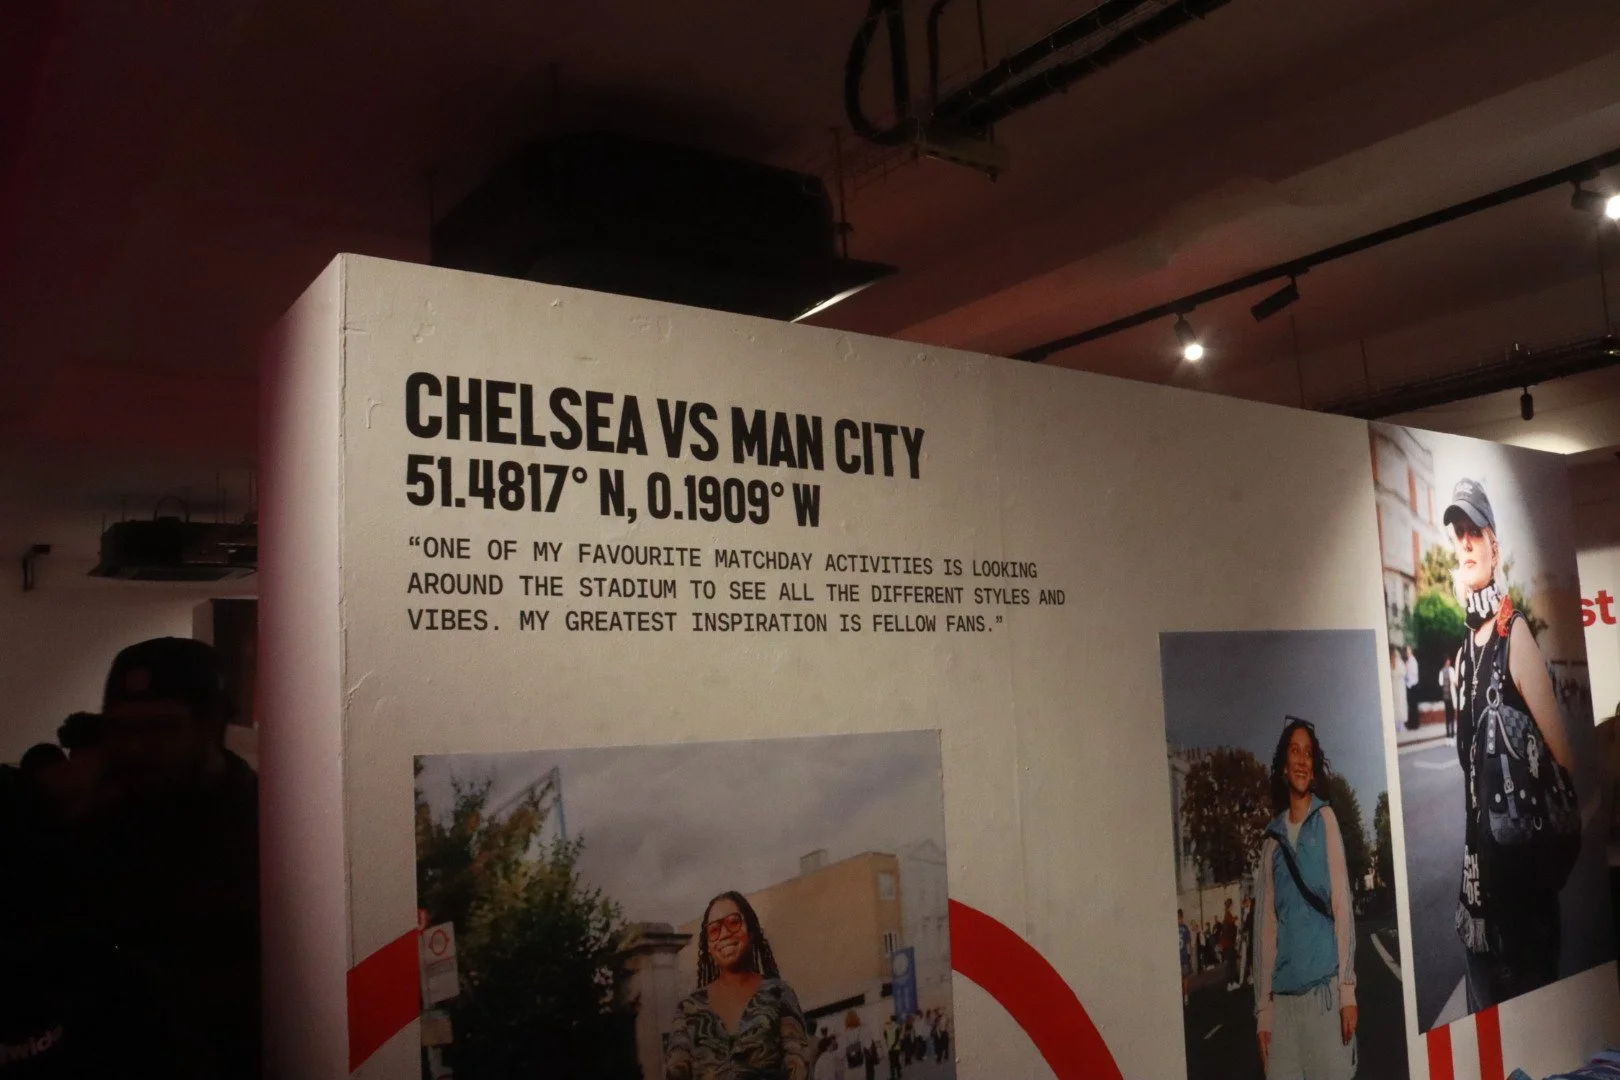 CHELSEA VS MAN CITY
51.4817° N, 0.1909° W
“ONE OF MY FAVOURITE MATCHDAY ACTIVITIES IS LOOKING
AROUND THE STADIUM TO SEE ALL THE DIFFERENT STYLES AND
VIBES. MY GREATEST INSPIRATION IS FELLOW FANS.”
st